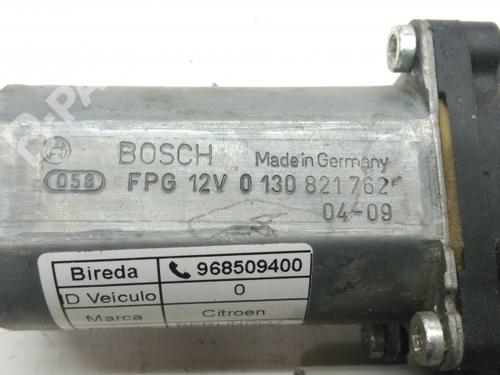 B-PA
BOSCH Made in Germany
058 FPG 12V 0 130 821 762
04-09
Bireda 968509400
D Veículo 0
Marca Citroen